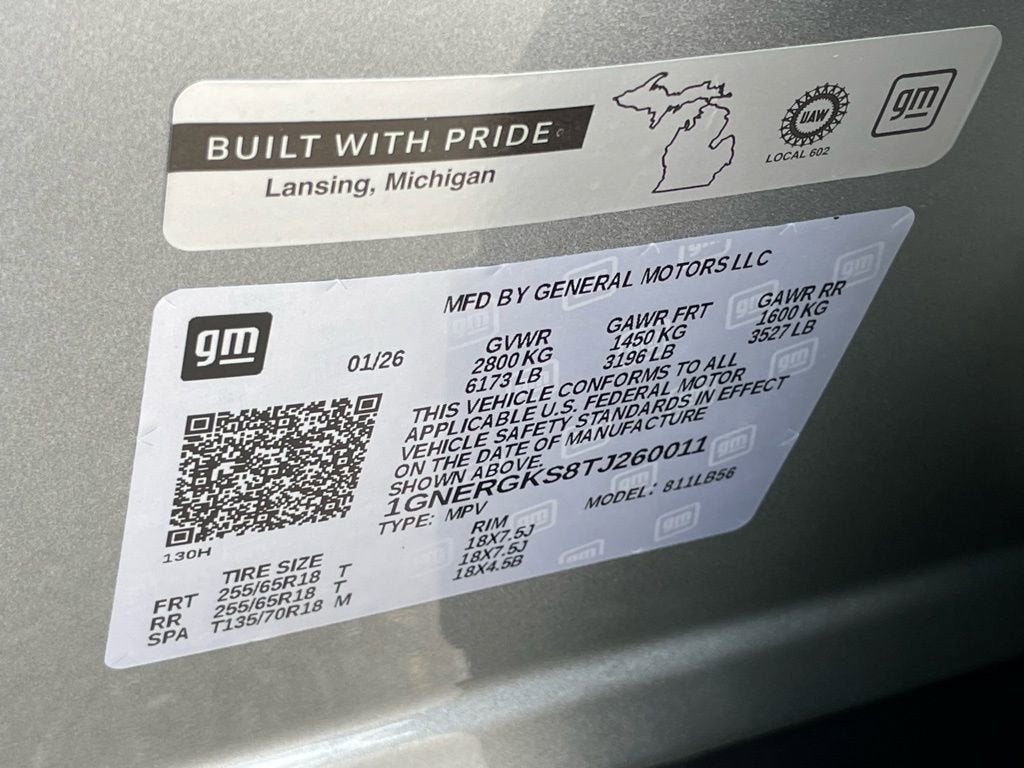 BUILT WITH PRIDE
Lansing, Michigan
UAW
LOCAL 602
gm
MFD BY GENERAL MOTORS LLC
gm
01/26
GVWR GAWR FRT GAWR RR
2800 KG 1450 KG 1600 KG
6173 LB 3196 LB 3527 LB
THIS VEHICLE CONFORMS TO ALL
APPLICABLE U.S. FEDERAL MOTOR
VEHICLE SAFETY STANDARDS IN EFFECT
ON THE DATE OF MANUFACTURE
SHOWN ABOVE
1GNERGKS8TJ260011
TYPE: MPV MODEL: 811LB56
130H
TIRE SIZE RIM
FRT 255/65R18 T 18X7.5J
RR 255/65R18 T 18X7.5J
SPA T135/70R18 M 18X4.5B